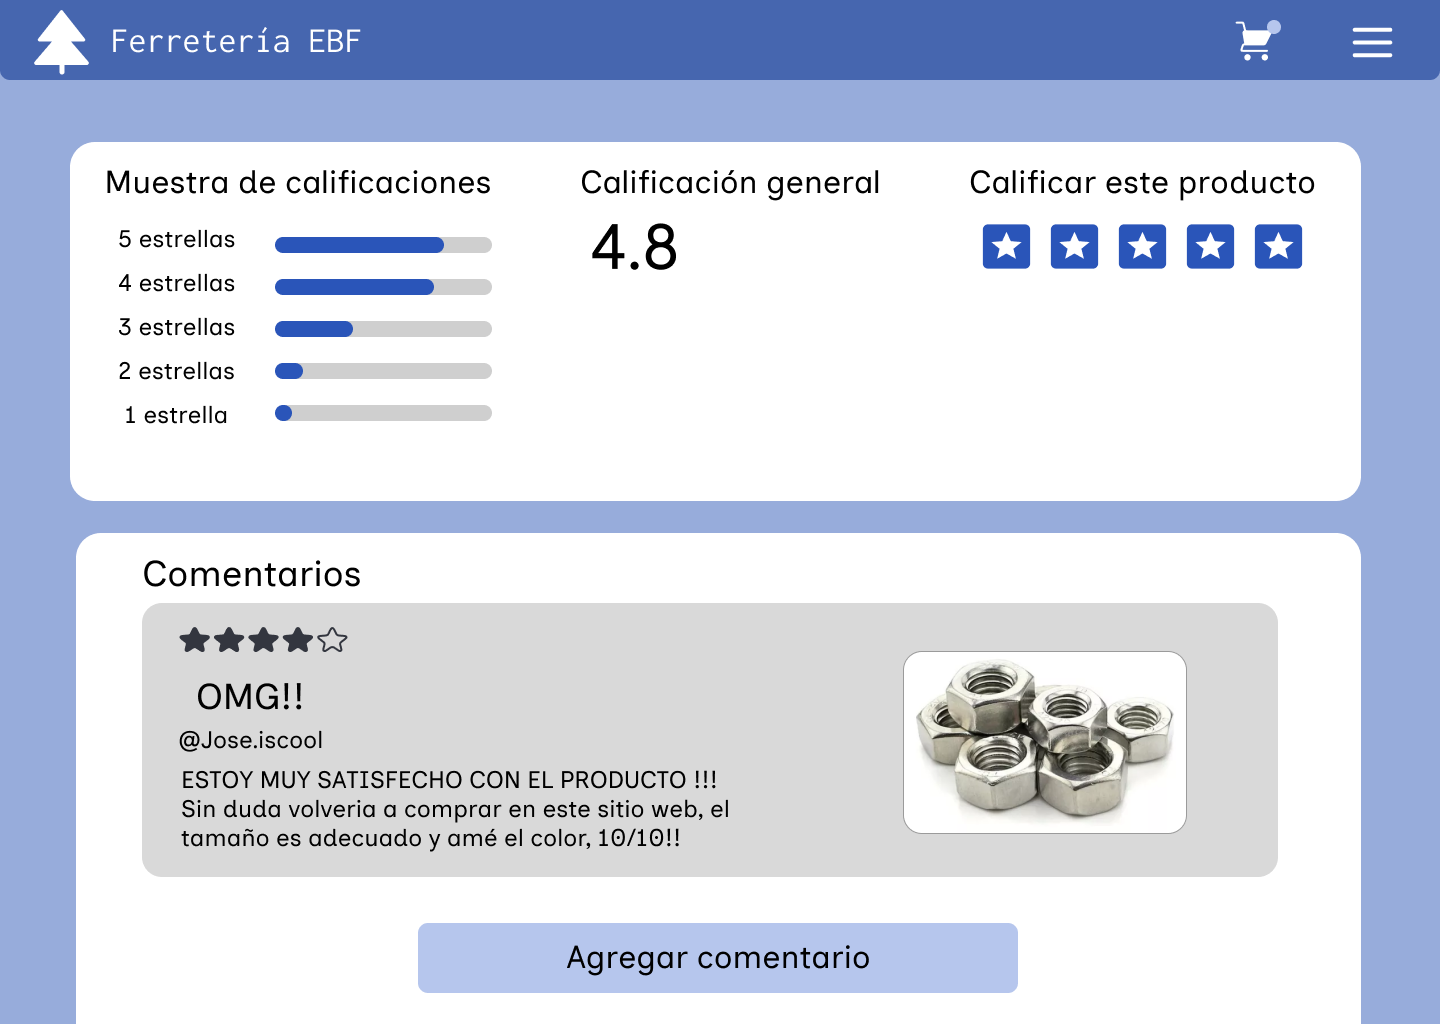 Ferretería EBF
Muestra de calificaciones
5 estrellas
4 estrellas
3 estrellas
2 estrellas
1 estrella
Calificación general
4.8
Calificar este producto
Comentarios
OMG!!
@Jose.iscool
ESTOY MUY SATISFECHO CON EL PRODUCTO !!!
Sin duda volveria a comprar en este sitio web, el
tamaño es adecuado y amé el color, 10/10!!
Agregar comentario